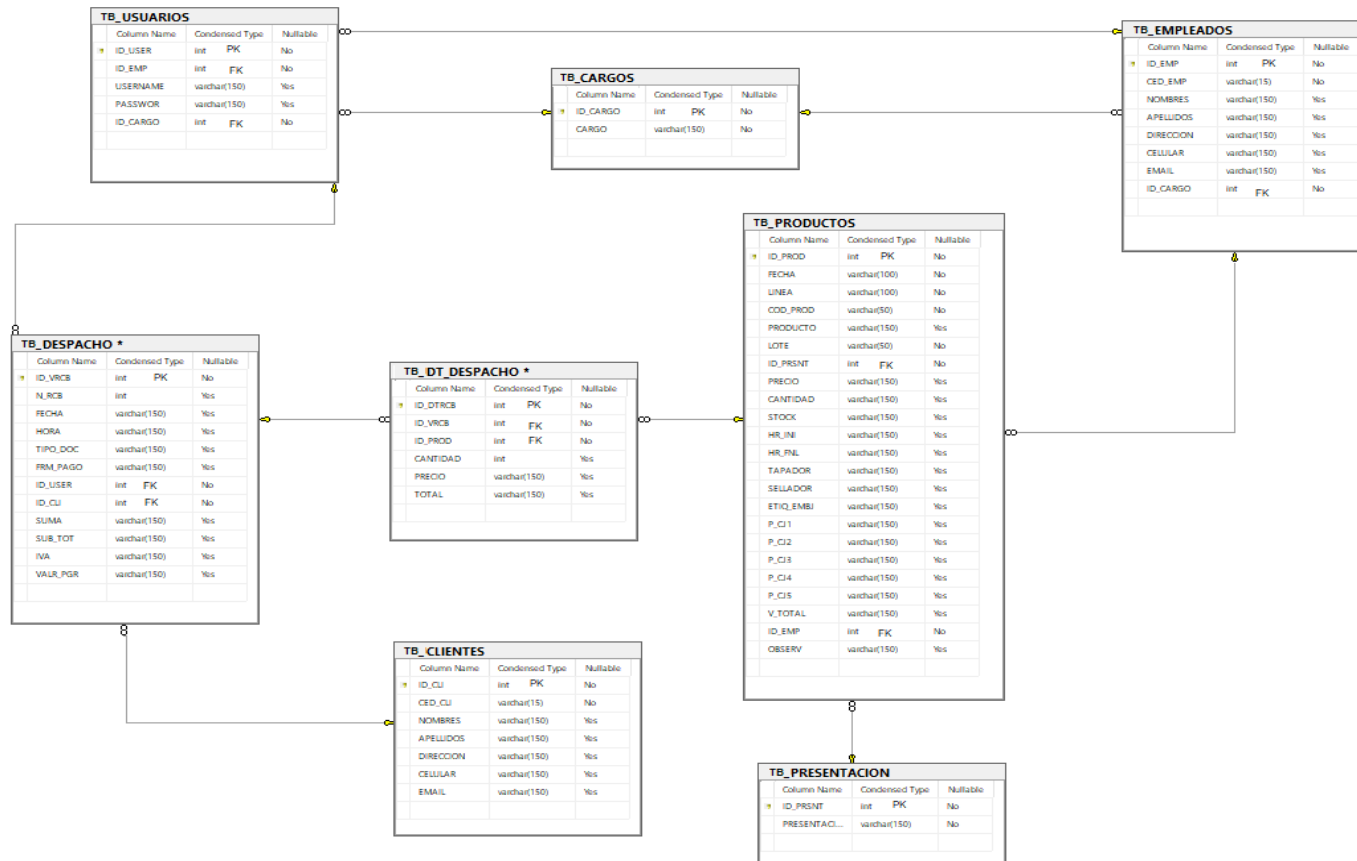 TB_USUARIOS
Column Name Condensed Type Nullable
ID_USER int PK No
ID_EMP int FK No
USERNAME varchar(150) Yes
PASSWOR varchar(150) Yes
ID_CARGO int FK No
TB_CARGOS
Column Name Condensed Type Nullable
ID_CARGO int PK No
CARGO varchar(150) No
TB_EMPLEADOS
Column Name Condensed Type Nullable
ID_EMP int PK No
CED_EMP varchar(15) No
NOMBRES varchar(150) Yes
APELLIDOS varchar(150) Yes
DIRECCION varchar(150) Yes
CELULAR varchar(150) Yes
EMAIL varchar(150) Yes
ID_CARGO int FK No
TB_PRODUCTOS
Column Name Condensed Type Nullable
ID_PROD int PK No
FECHA varchar(100) No
LINEA varchar(100) No
COD_PROD varchar(50) No
PRODUCTO varchar(150) Yes
LOTE varchar(50) No
ID_PRSNT int FK No
PRECIO varchar(150) Yes
CANTIDAD varchar(150) Yes
STOCK varchar(150) Yes
HR_INI varchar(150) Yes
HR_FNL varchar(150) Yes
TAPADOR varchar(150) Yes
SELLADOR varchar(150) Yes
ETIQ_EMBJ varchar(150) Yes
P_CJ1 varchar(150) Yes
P_CJ2 varchar(150) Yes
P_CJ3 varchar(150) Yes
P_CJ4 varchar(150) Yes
P_CJ5 varchar(150) Yes
V_TOTAL varchar(150) Yes
ID_EMP int FK No
OBSERV varchar(150) Yes
TB_DESPACHO *
Column Name Condensed Type Nullable
ID_VRCB int PK No
N_RCB int Yes
FECHA varchar(150) Yes
HORA varchar(150) Yes
TIPO_DOC varchar(150) Yes
FRM_PAGO varchar(150) Yes
ID_USER int FK No
ID_CLI int FK No
SUMA varchar(150) Yes
SUB_TOT varchar(150) Yes
IVA varchar(150) Yes
VALR_PGR varchar(150) Yes
TB_DT_DESPACHO *
Column Name Condensed Type Nullable
ID_DTRCB int PK No
ID_VRCB int FK No
ID_PROD int FK No
CANTIDAD int Yes
PRECIO varchar(150) Yes
TOTAL varchar(150) Yes
TB_CLIENTES
Column Name Condensed Type Nullable
ID_CLI int PK No
CED_CLI varchar(15) No
NOMBRES varchar(150) Yes
APELLIDOS varchar(150) Yes
DIRECCION varchar(150) Yes
CELULAR varchar(150) Yes
EMAIL varchar(150) Yes
TB_PRESENTACION
Column Name Condensed Type Nullable
ID_PRSNT int PK No
PRESENTACI... varchar(150) No